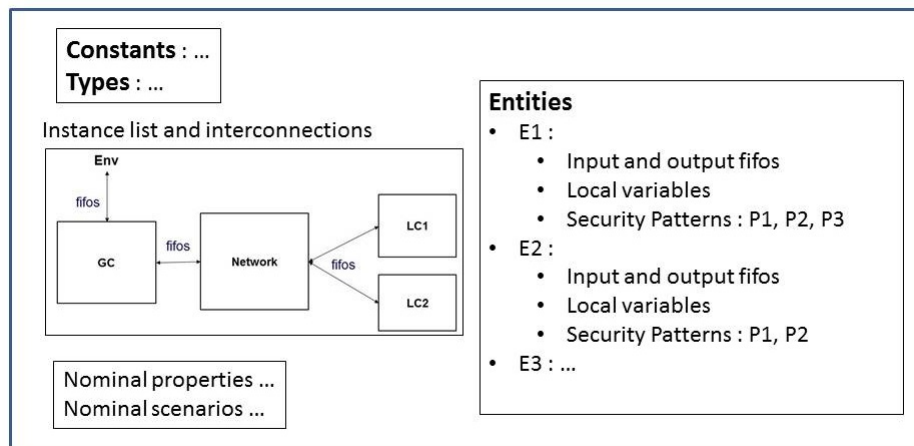 Constants : ...
Types : ...
Instance list and interconnections
Env
fifos
GC
fifos
Network
fifos
LC1
LC2
Nominal properties ...
Nominal scenarios ...
Entities
• E1 :
• Input and output fifos
• Local variables
• Security Patterns : P1, P2, P3
• E2 :
• Input and output fifos
• Local variables
• Security Patterns : P1, P2
• E3 : ...